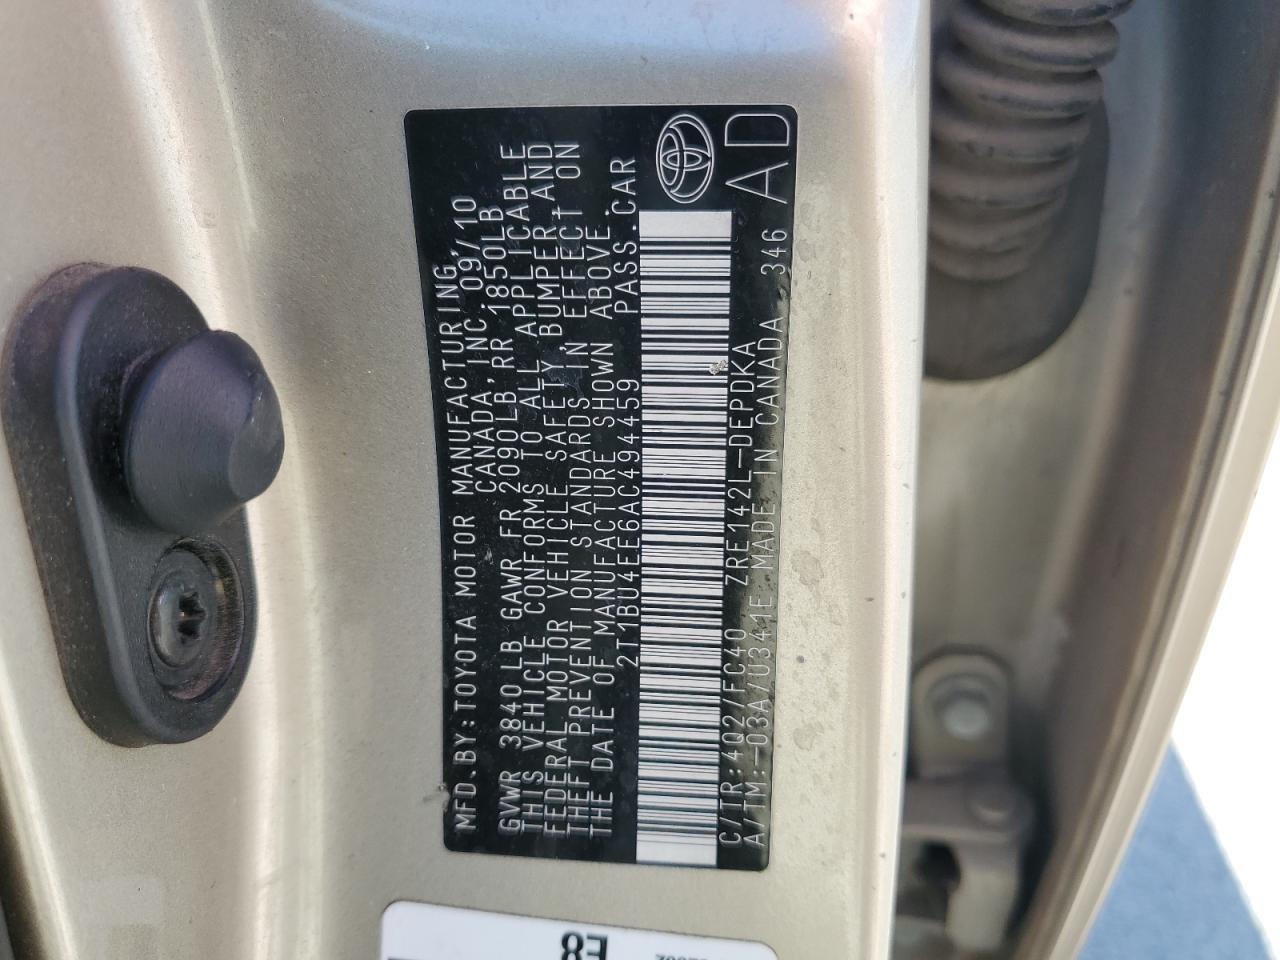 MFD.BY:TOYOTA MOTOR MANUFACTURING
CANADA,INC. 09/10
GVWR 3840LB GAWR FR 2090LB RR 1850LB
THIS VEHICLE CONFORMS TO ALL APPLICABLE
FEDERAL MOTOR VEHICLE SAFETY,BUMPER,AND
THEFT PREVENTION STANDARDS IN EFFECT ON
THE DATE OF MANUFACTURE SHOWN ABOVE.
2T1BU4EE6AC494459 PASS.CAR
C/TR:4Q2/FC40 ZRE142L-DEPDKA
A/TM:-03A/U341E MADE IN CANADA 346 AD
E8